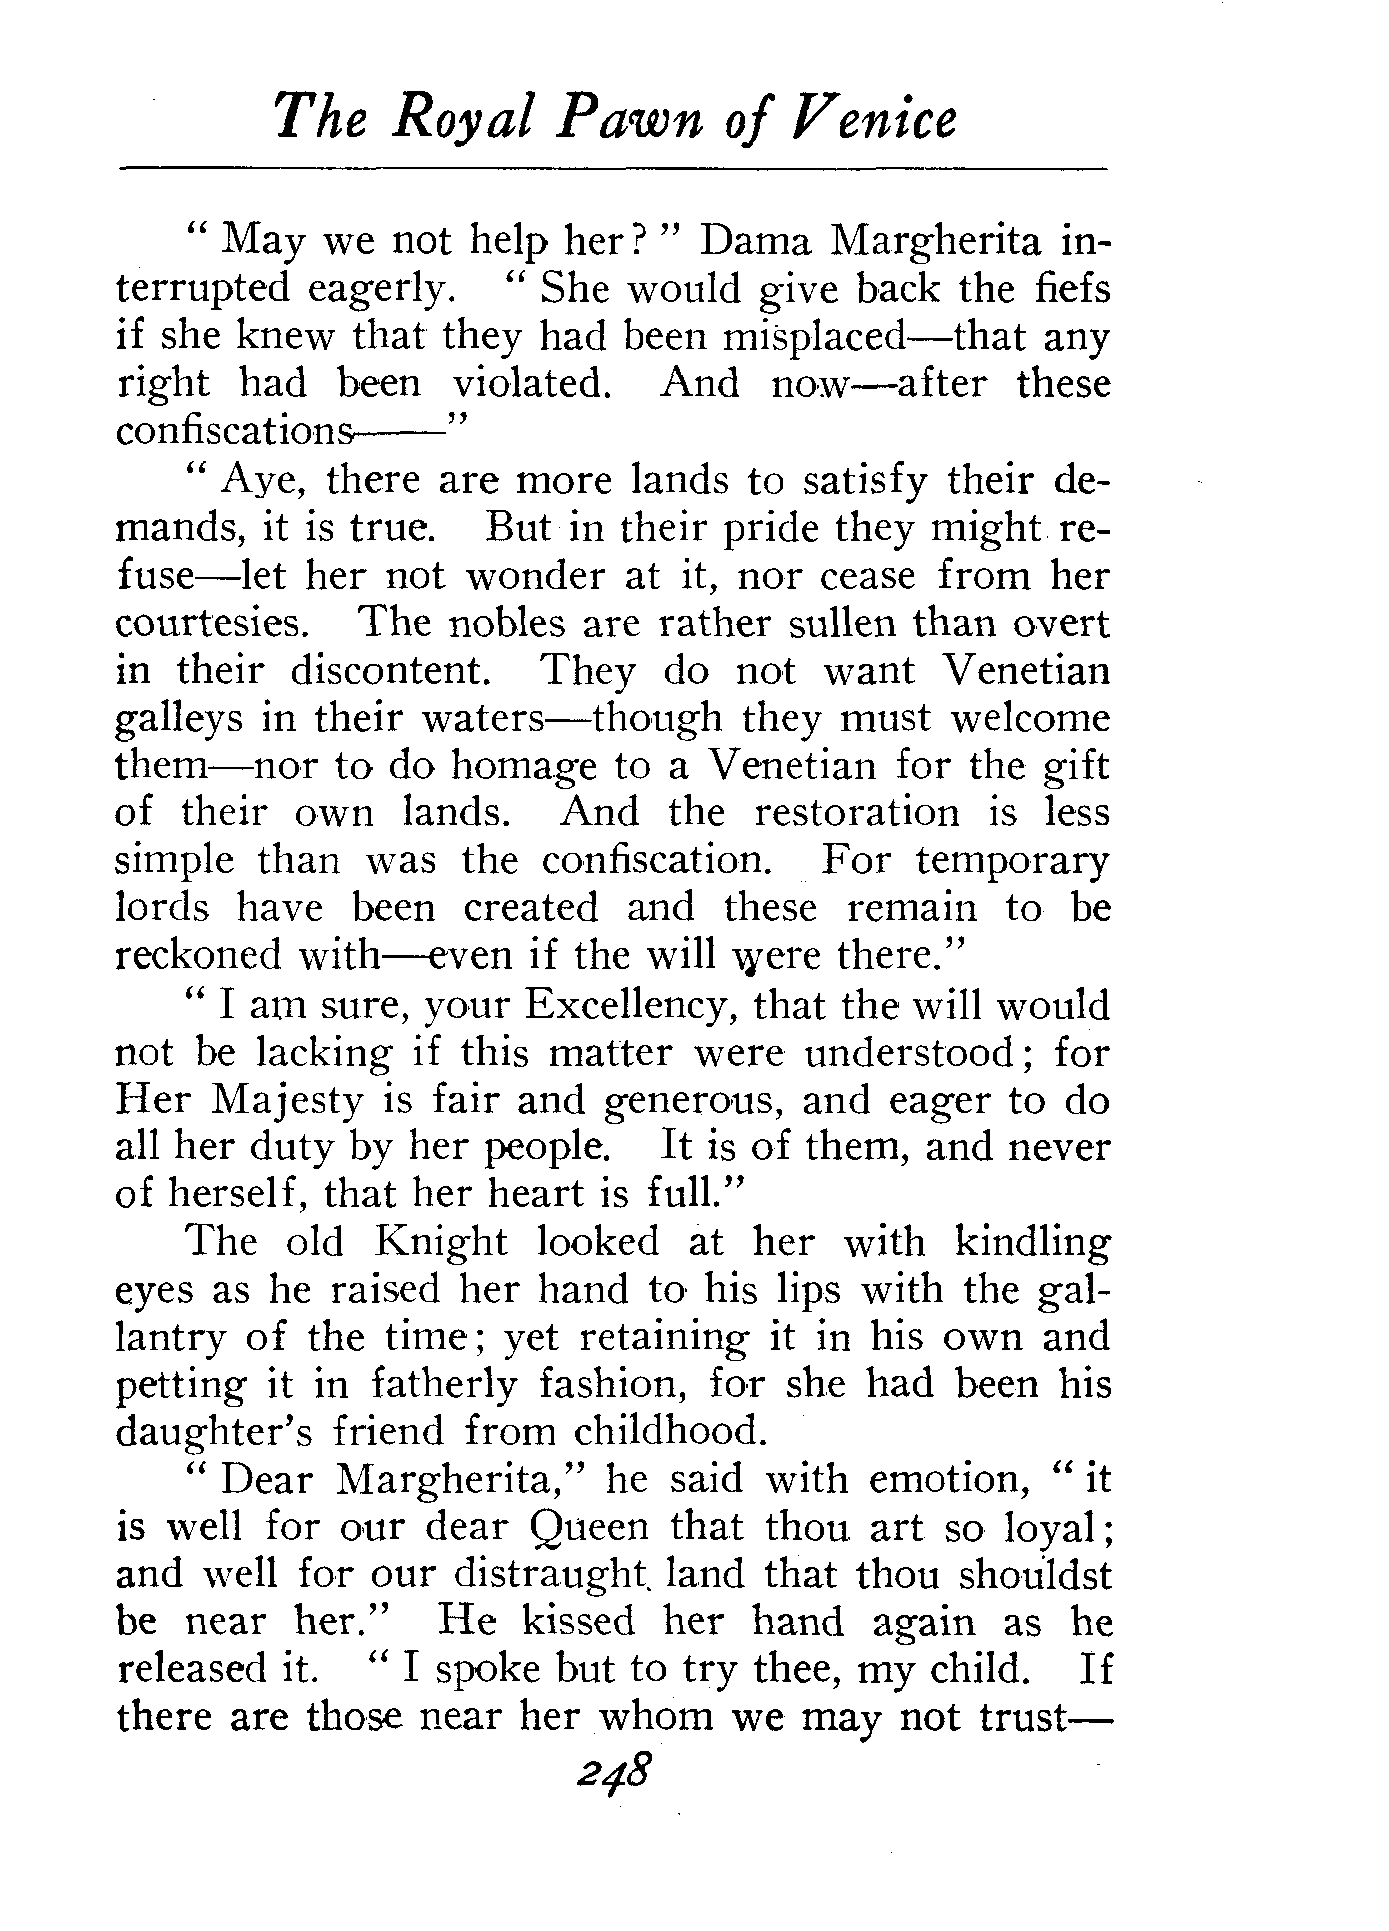 The Royal Pawn of Venice
“ May we not help her? ” Dama Margherita in-
terrupted eagerly. “ She would give back the fiefs
if she knew that they had been misplaced—that any
right had been violated. And now—after these
confiscations——”
“ Aye, there are more lands to satisfy their de-
mands, it is true. But in their pride they might re-
fuse—let her not wonder at it, nor cease from her
courtesies. The nobles are rather sullen than overt
in their discontent. They do not want Venetian
galleys in their waters—though they must welcome
them—nor to do homage to a Venetian for the gift
of their own lands. And the restoration is less
simple than was the confiscation. For temporary
lords have been created and these remain to be
reckoned with—even if the will were there.”
“ I am sure, your Excellency, that the will would
not be lacking if this matter were understood; for
Her Majesty is fair and generous, and eager to do
all her duty by her people. It is of them, and never
of herself, that her heart is full.”
The old Knight looked at her with kindling
eyes as he raised her hand to his lips with the gal-
lantry of the time; yet retaining it in his own and
petting it in fatherly fashion, for she had been his
daughter's friend from childhood.
“ Dear Margherita,” he said with emotion, “ it
is well for our dear Queen that thou art so loyal;
and well for our distraught land that thou shouldst
be near her.” He kissed her hand again as he
released it. “ I spoke but to try thee, my child. If
there are those near her whom we may not trust—
248